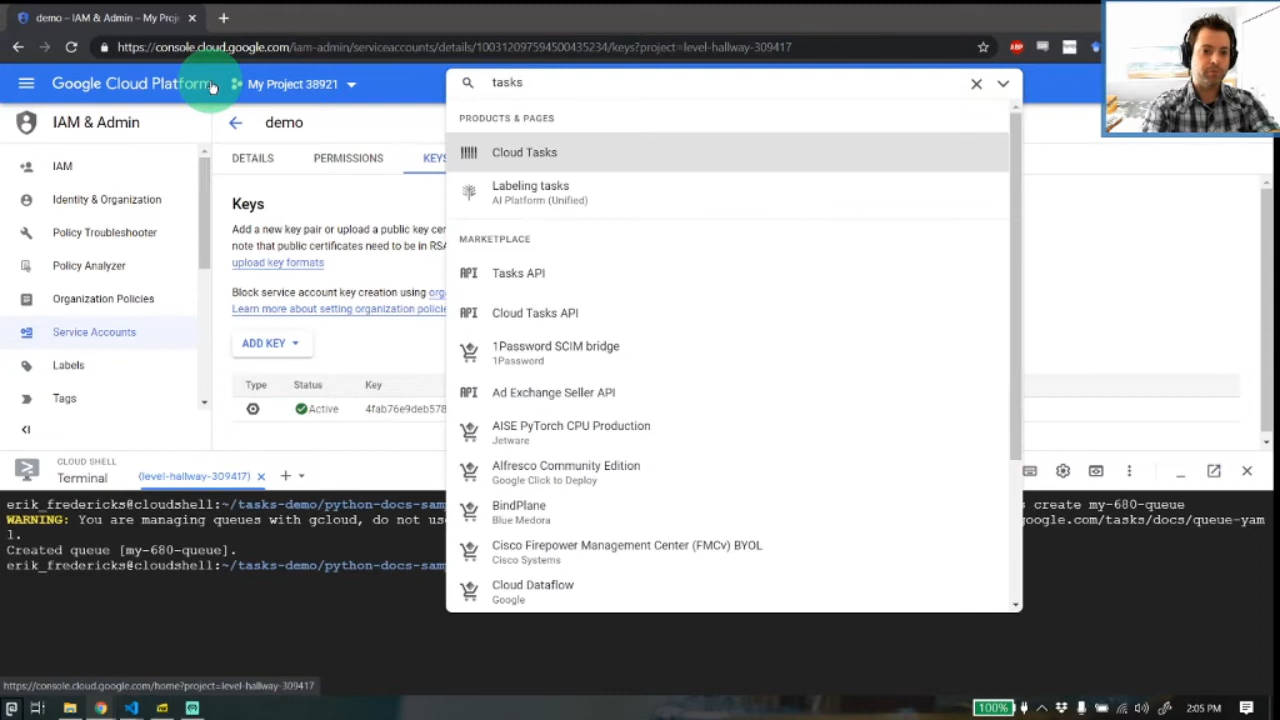 demo – IAM & Admin – My Proj
https://console.cloud.google.com/iam-admin/serviceaccounts/details/100312097594500435234/keys?project=level-hallway-309417
ABP
Google Cloud Platform
My Project 38921
tasks
IAM & Admin
demo
PRODUCTS & PAGES
DETAILS
PERMISSIONS
KEYS
Cloud Tasks
IAM
Identity & Organization
Policy Troubleshooter
Policy Analyzer
Organization Policies
Service Accounts
Labels
Tags
Keys
Add a new key pair or upload a public key cer
note that public certificates need to be in RSA
upload key formats
Block service account key creation using org
Learn more about setting organization policie
ADD KEY
Type Status Key
Active 4fab76e9deb578
Labeling tasks
AI Platform (Unified)
MARKETPLACE
API Tasks API
API Cloud Tasks API
1Password SCIM bridge
1Password
API Ad Exchange Seller API
AISE PyTorch CPU Production
Jetware
Alfresco Community Edition
Google Click to Deploy
BindPlane
Blue Medora
Cisco Firepower Management Center (FMCv) BYOL
Cisco Systems
Cloud Dataflow
Google
CLOUD SHELL
Terminal
(level-hallway-309417)
erik_fredericks@cloudshell:~/tasks-demo/python-docs-sam s create my-680-queue
WARNING: You are managing queues with gcloud, do not us google.com/tasks/docs/queue-yam
l.
Created queue [my-680-queue].
erik_fredericks@cloudshell:~/tasks-demo/python-docs-sam
https://console.cloud.google.com/home?project=level-hallway-309417
100%
2:05 PM